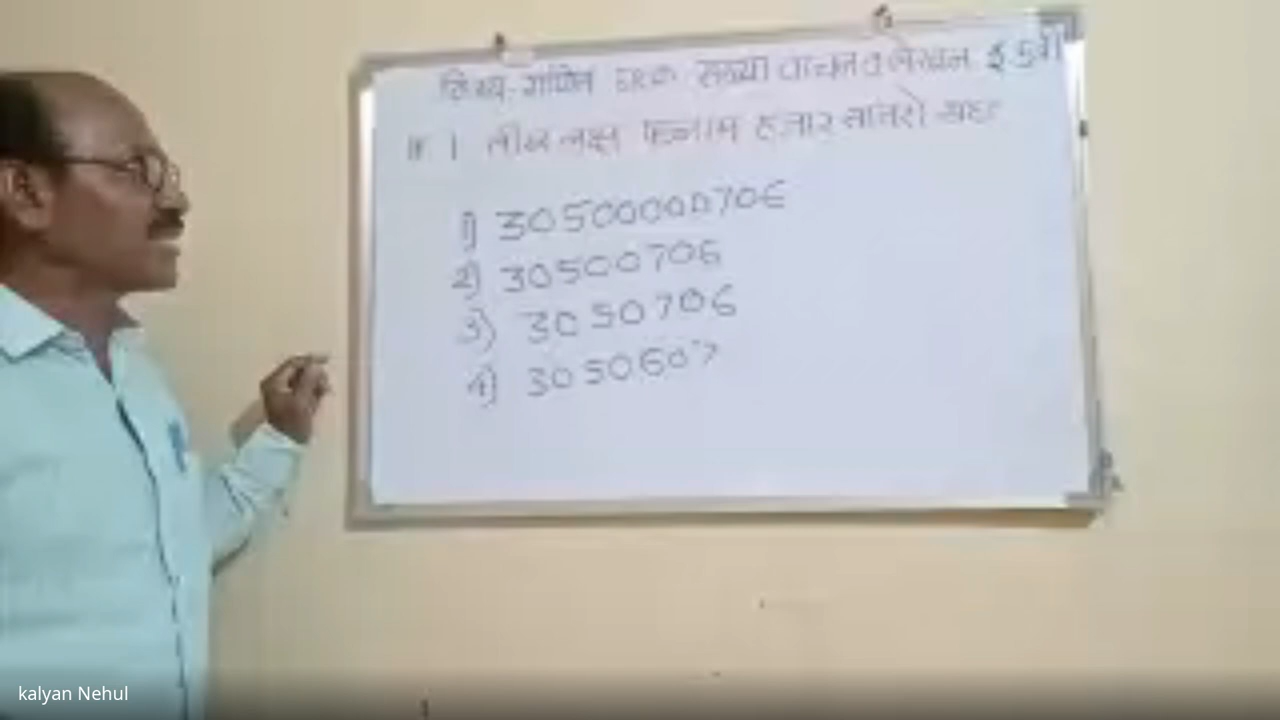 विषय-गणित घटक संख्या वाचन व लेखन इ 5वी
1 तीस लक्ष पन्नास हजार सातशे सहा
1) 30500000706
2) 30500706
3) 3050706
4) 3050607
kalyan Nehul